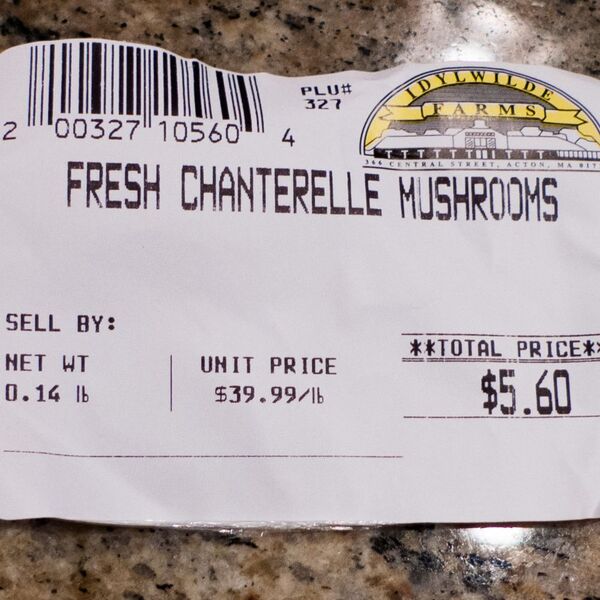 PLU#
327
2 00327 10560 4
IDYLWILDE
FARMS
366 CENTRAL STREET, ACTON, MA
FRESH CHANTERELLE MUSHROOMS
SELL BY:
NET WT
0.14 lb
UNIT PRICE
$39.99/lb
**TOTAL PRICE**
$5.60